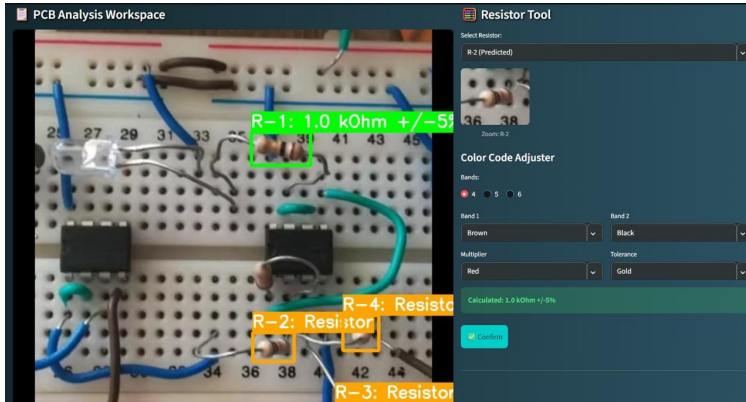 PCB Analysis Workspace
R-1: 1.0 kOhm +/-5%
27 29 31 33 41 43
R-4: Resisto
R-2: Resistor
34 36 38 42 44
R-3: Resistor
Resistor Tool
Select Resistor:
R-2 (Predicted)
36 38
Zoom: R-2
Color Code Adjuster
Bands:
4 5 6
Band 1 Band 2
Brown Black
Multiplier Tolerance
Red Gold
Calculated: 1.0 kOhm +/-5%
Confirm